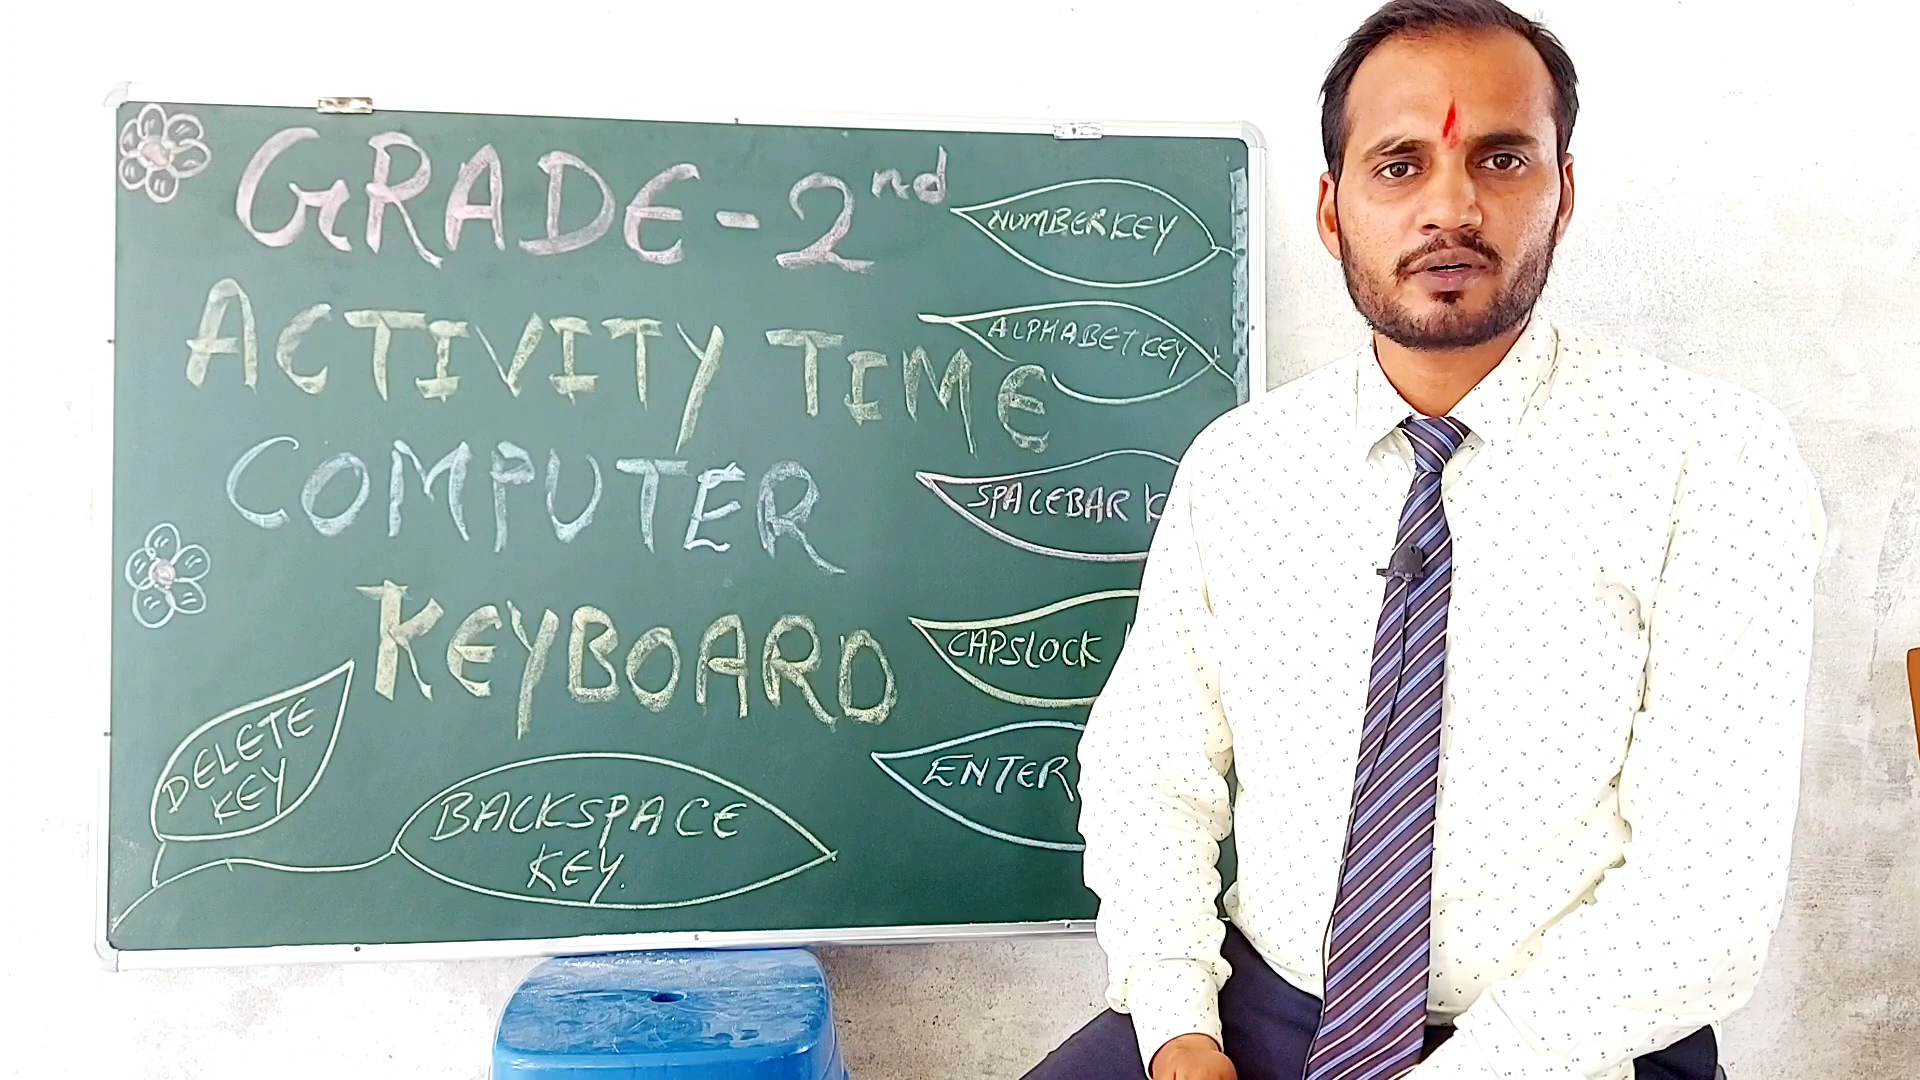 GRADE-2nd
ACTIVITY TIME
COMPUTER
KEYBOARD
NUMBER KEY
ALPHABET KEY
SPACEBAR K
CAPSLOCK
ENTER
DELETE
KEY
BACKSPACE
KEY.